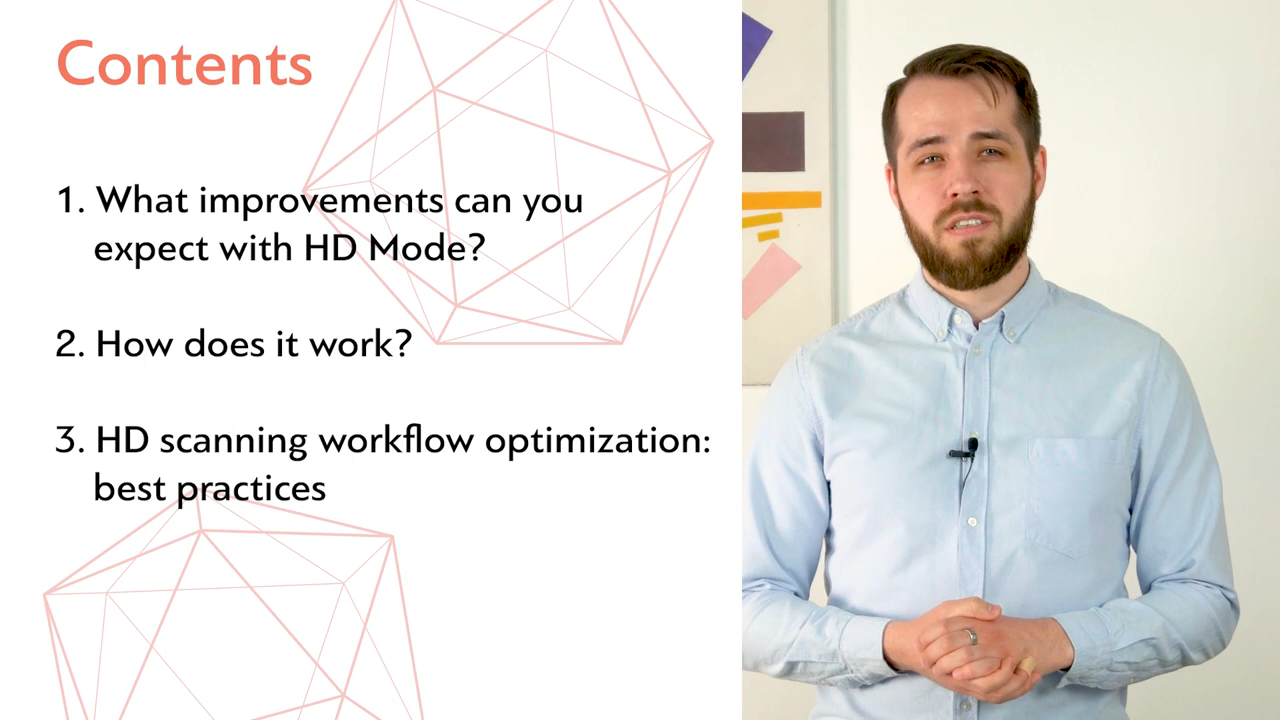 Contents
1. What improvements can you
expect with HD Mode?
2. How does it work?
3. HD scanning workflow optimization:
best practices